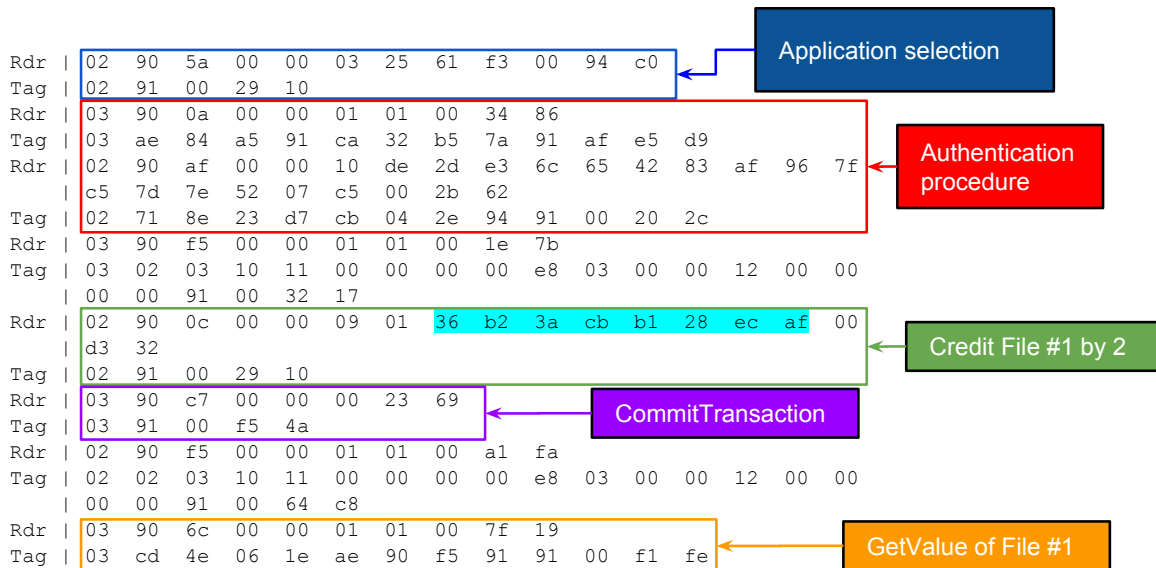 Application selection
Rdr | 02 90 5a 00 00 03 25 61 f3 00 94 c0
Tag | 02 91 00 29 10
Rdr | 03 90 0a 00 00 01 01 00 34 86
Tag | 03 ae 84 a5 91 ca 32 b5 7a 91 af e5 d9
Authentication
procedure
Rdr | 02 90 af 00 00 10 de 2d e3 6c 65 42 83 af 96 7f
| c5 7d 7e 52 07 c5 00 2b 62
Tag | 02 71 8e 23 d7 cb 04 2e 94 91 00 20 2c
Rdr | 03 90 f5 00 00 01 01 00 1e 7b
Tag | 03 02 03 10 11 00 00 00 00 e8 03 00 00 12 00 00
| 00 00 91 00 32 17
Rdr | 02 90 0c 00 00 09 01 36 b2 3a cb b1 28 ec af 00
| d3 32
Credit File #1 by 2
Tag | 02 91 00 29 10
Rdr | 03 90 c7 00 00 00 23 69
CommitTransaction
Tag | 03 91 00 f5 4a
Rdr | 02 90 f5 00 00 01 01 00 a1 fa
Tag | 02 02 03 10 11 00 00 00 00 e8 03 00 00 12 00 00
| 00 00 91 00 64 c8
Rdr | 03 90 6c 00 00 01 01 00 7f 19
Tag | 03 cd 4e 06 1e ae 90 f5 91 91 00 f1 fe
GetValue of File #1